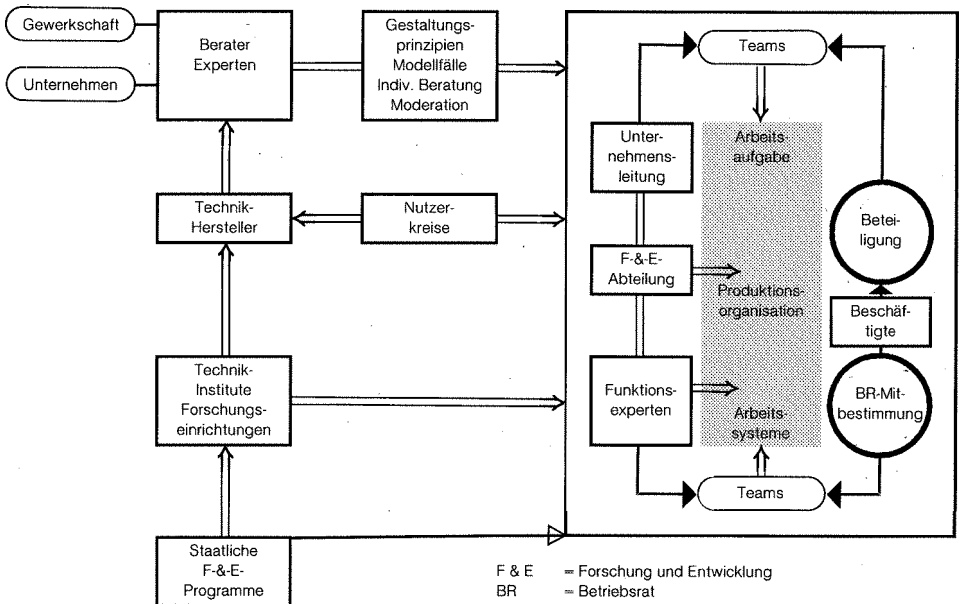 Gewerkschaft
Unternehmen
Berater
Experten
Gestaltungs-
prinzipien
Modellfälle
Indiv. Beratung
Moderation
Technik-
Hersteller
Nutzer-
kreise
Technik-
Institute
Forschungs-
einrichtungen
Staatliche
F-&-E-
Programme
Teams
Unter-
nehmens-
leitung
Arbeits-
aufgabe
F-&-E-
Abteilung
Produktions-
organisation
Funktions-
experten
Arbeits-
systeme
Teams
Betei-
ligung
Beschäf-
tigte
BR-Mit-
bestimmung
F & E = Forschung und Entwicklung
BR = Betriebsrat